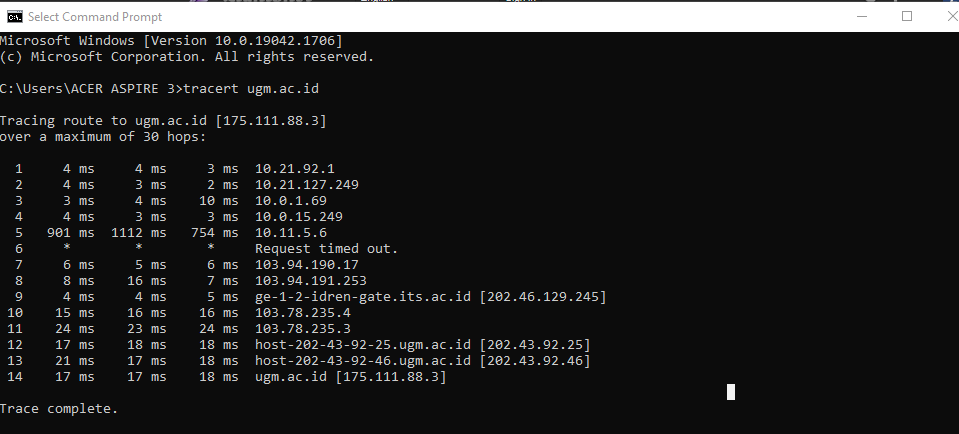 Select Command Prompt
Microsoft Windows [Version 10.0.19042.1706]
(c) Microsoft Corporation. All rights reserved.
C:\Users\ACER ASPIRE 3>tracert ugm.ac.id
Tracing route to ugm.ac.id [175.111.88.3]
over a maximum of 30 hops:
1 4 ms 4 ms 3 ms 10.21.92.1
2 4 ms 3 ms 2 ms 10.21.127.249
3 3 ms 4 ms 10 ms 10.0.1.69
4 4 ms 3 ms 3 ms 10.0.15.249
5 901 ms 1112 ms 754 ms 10.11.5.6
6 * * * Request timed out.
7 6 ms 5 ms 6 ms 103.94.190.17
8 8 ms 16 ms 7 ms 103.94.191.253
9 4 ms 4 ms 5 ms ge-1-2-idren-gate.its.ac.id [202.46.129.245]
10 15 ms 16 ms 16 ms 103.78.235.4
11 24 ms 23 ms 24 ms 103.78.235.3
12 17 ms 18 ms 18 ms host-202-43-92-25.ugm.ac.id [202.43.92.25]
13 21 ms 17 ms 18 ms host-202-43-92-46.ugm.ac.id [202.43.92.46]
14 17 ms 17 ms 18 ms ugm.ac.id [175.111.88.3]
Trace complete.